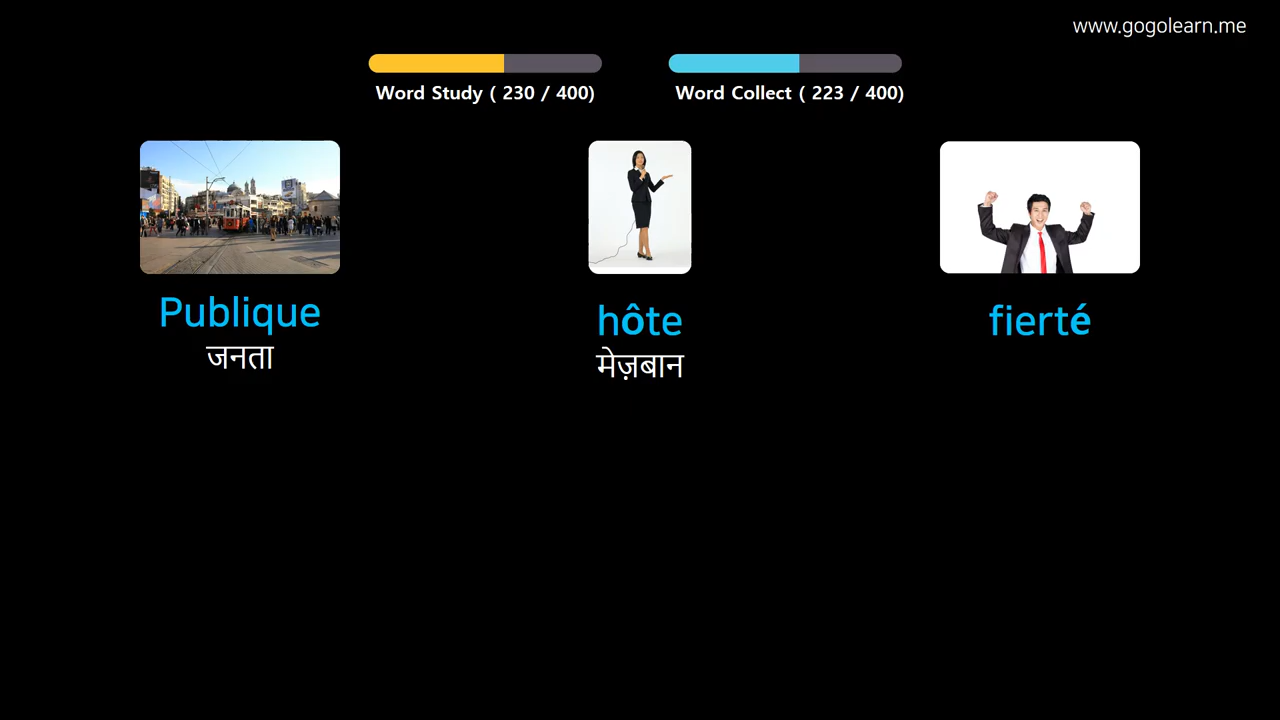 www.gogolearn.me
Word Study ( 230 / 400)
Word Collect ( 223 / 400)
Publique
जनता
hôte
मेज़बान
fierté